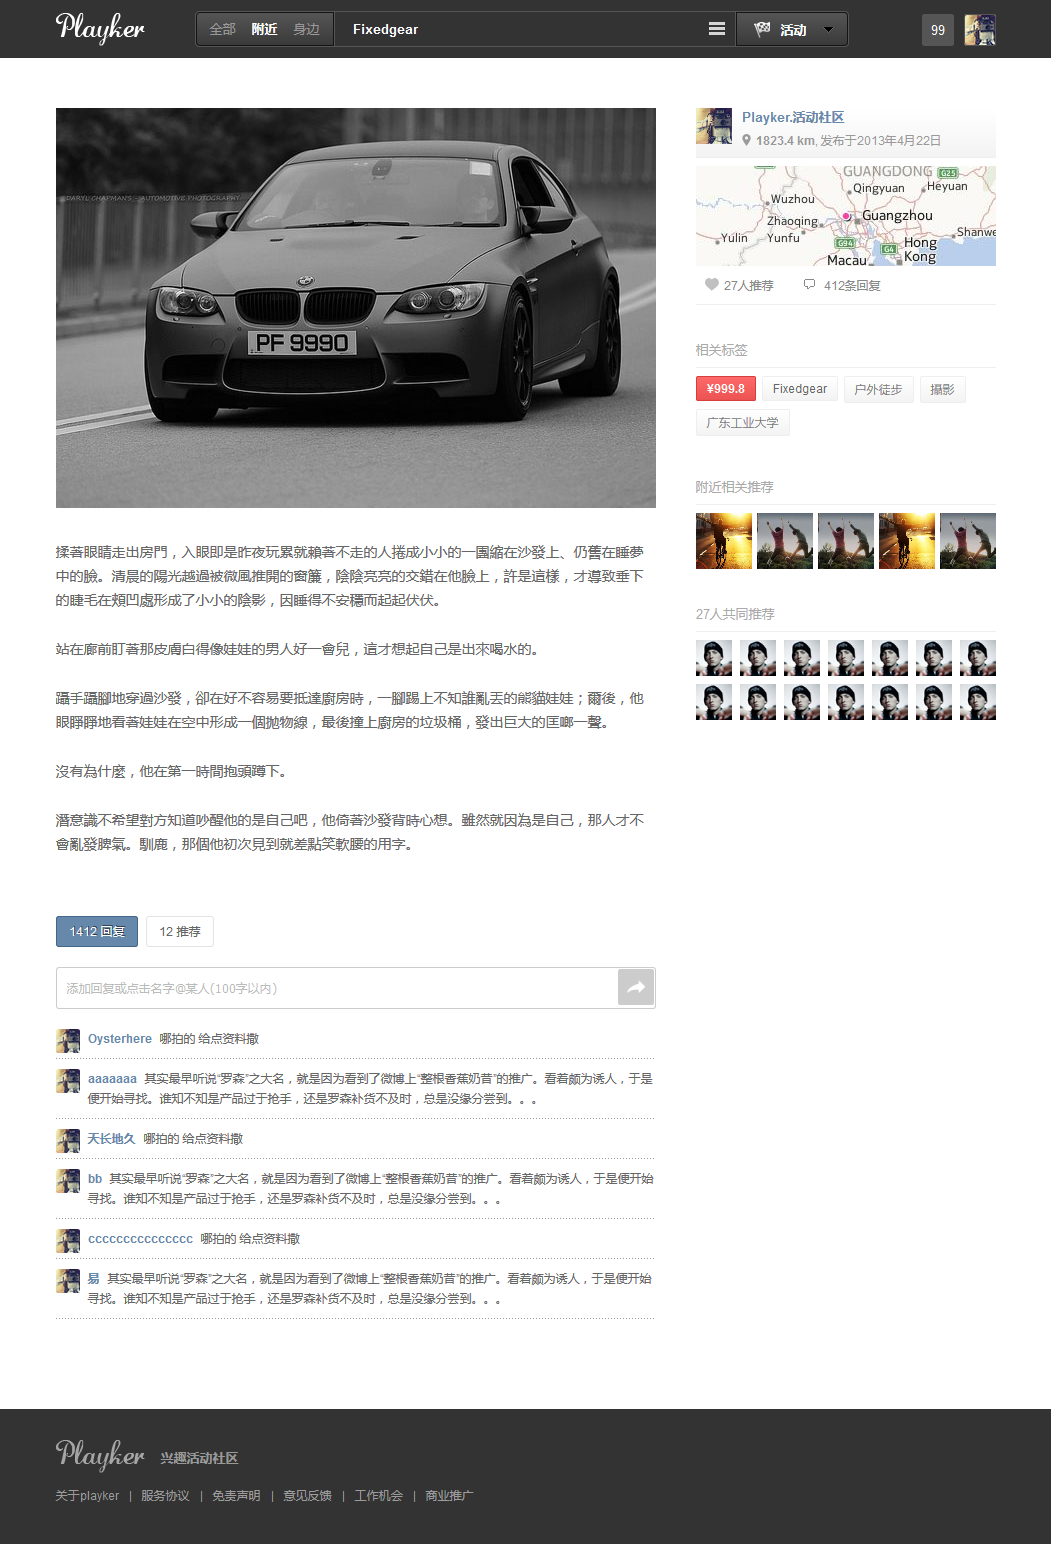 Playker
全部 附近 身边
Fixedgear
活动
99
DARYL CHAPMAN'S - AUTOMOTIVE PHOTOGRAPHY
PF 9990
揉著眼睛走出房門，入眼即是昨夜玩累就賴著不走的人捲成小小的一團縮在沙發上、仍舊在睡夢
中的臉。清晨的陽光越過被微風推開的窗簾，陰陰亮亮的交錯在他臉上，許是這樣，才導致垂下
的睫毛在頰凹處形成了小小的陰影，因睡得不安穩而起起伏伏。
站在廊前盯著那皮膚白得像娃娃的男人好一會兒，這才想起自己是出來喝水的。
躡手躡腳地穿過沙發，卻在好不容易要抵達廚房時，一腳踢上不知誰亂丟的熊貓娃娃；爾後，他
眼睜睜地看著娃娃在空中形成一個拋物線，最後撞上廚房的垃圾桶，發出巨大的匡啷一聲。
沒有為什麼，他在第一時間抱頭蹲下。
潛意識不希望對方知道吵醒他的是自己吧，他倚著沙發背時心想。雖然就因為是自己，那人才不
會亂發脾氣。馴鹿，那個他初次見到就差點笑軟腰的用字。
1412 回复
12 推荐
添加回复或点击名字@某人(100字以内)
Oysterhere 哪拍的 给点资料撒
aaaaaaa 其实最早听说“罗森”之大名，就是因为看到了微博上“整根香蕉奶昔”的推广。看着颇为诱人，于是
便开始寻找。谁知不知是产品过于抢手，还是罗森补货不及时，总是没缘分尝到。。。
天长地久 哪拍的 给点资料撒
bb 其实最早听说“罗森”之大名，就是因为看到了微博上“整根香蕉奶昔”的推广。看着颇为诱人，于是便开始
寻找。谁知不知是产品过于抢手，还是罗森补货不及时，总是没缘分尝到。。。
ccccccccccccccc 哪拍的 给点资料撒
易 其实最早听说“罗森”之大名，就是因为看到了微博上“整根香蕉奶昔”的推广。看着颇为诱人，于是便开始
寻找。谁知不知是产品过于抢手，还是罗森补货不及时，总是没缘分尝到。。。
Playker.活动社区
1823.4 km, 发布于2013年4月22日
GUANGDONG
G25
Qingyuan
Heyuan
Wuzhou
Zhaoqing
Guangzhou
Yulin
Yunfu
G94
G4
Hong
Kong
Shanwe
Macau
27人推荐
412条回复
相关标签
¥999.8
Fixedgear
户外徒步
攝影
广东工业大学
附近相关推荐
27人共同推荐
Playker
兴趣活动社区
关于playker | 服务协议 | 免责声明 | 意见反馈 | 工作机会 | 商业推广